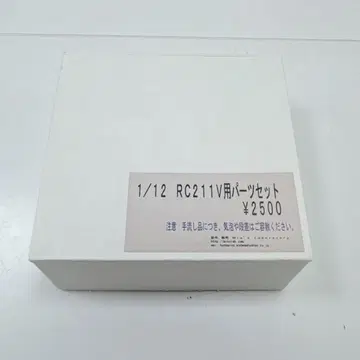 1/12 RC211V用パーツセット
¥2500
注意 手流し品につき、気泡や段差はご容赦ください。